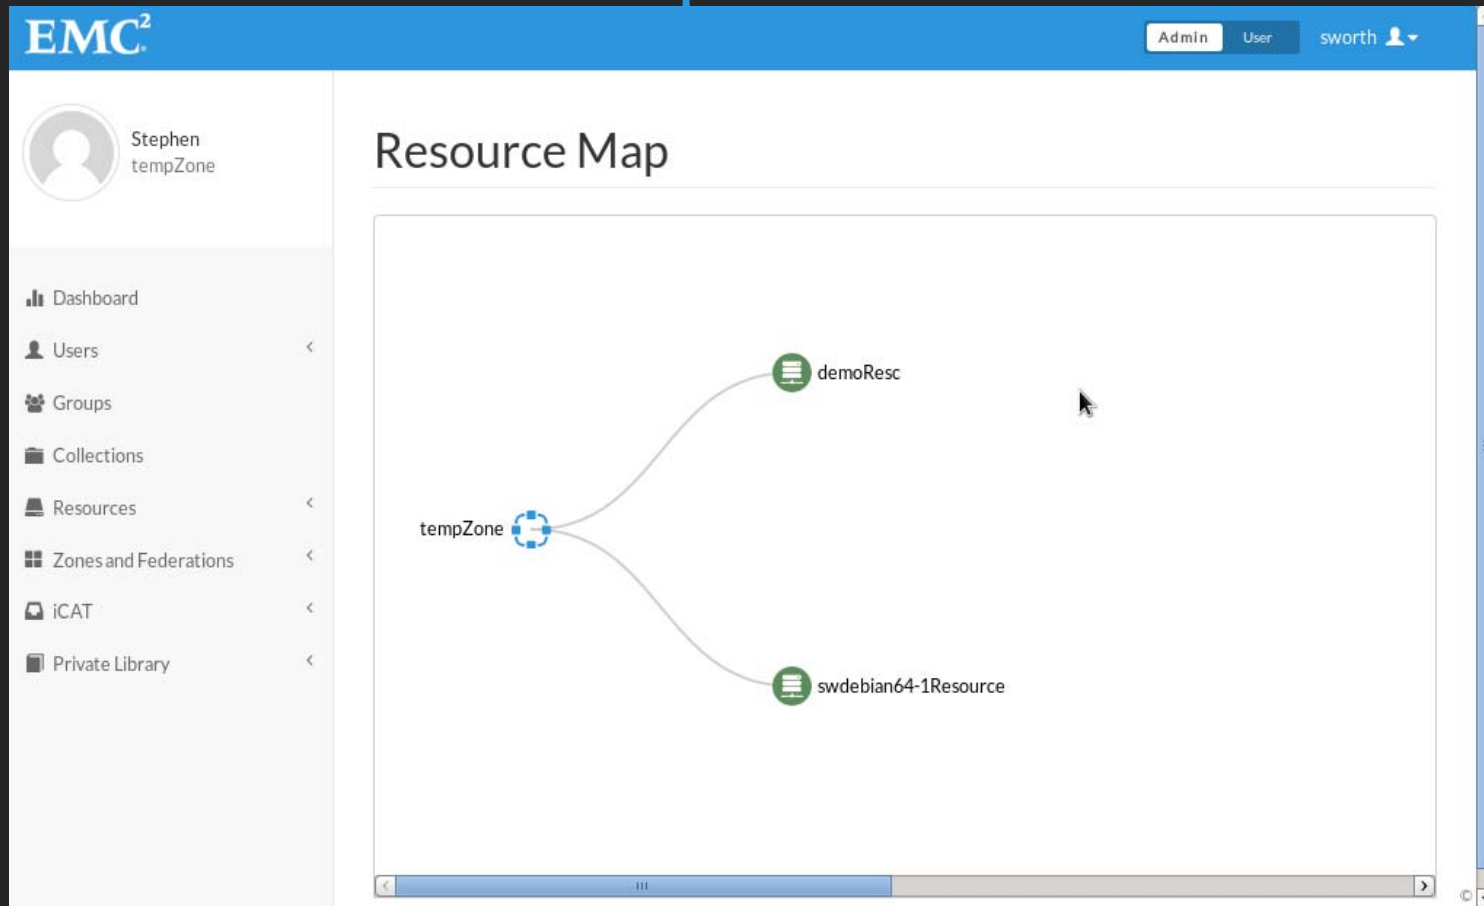 EMC²
Admin User sworth
Stephen
tempZone
Resource Map
Dashboard
Users
Groups
Collections
Resources
Zones and Federations
iCAT
Private Library
demoResc
tempZone
swdebian64-1Resource
©